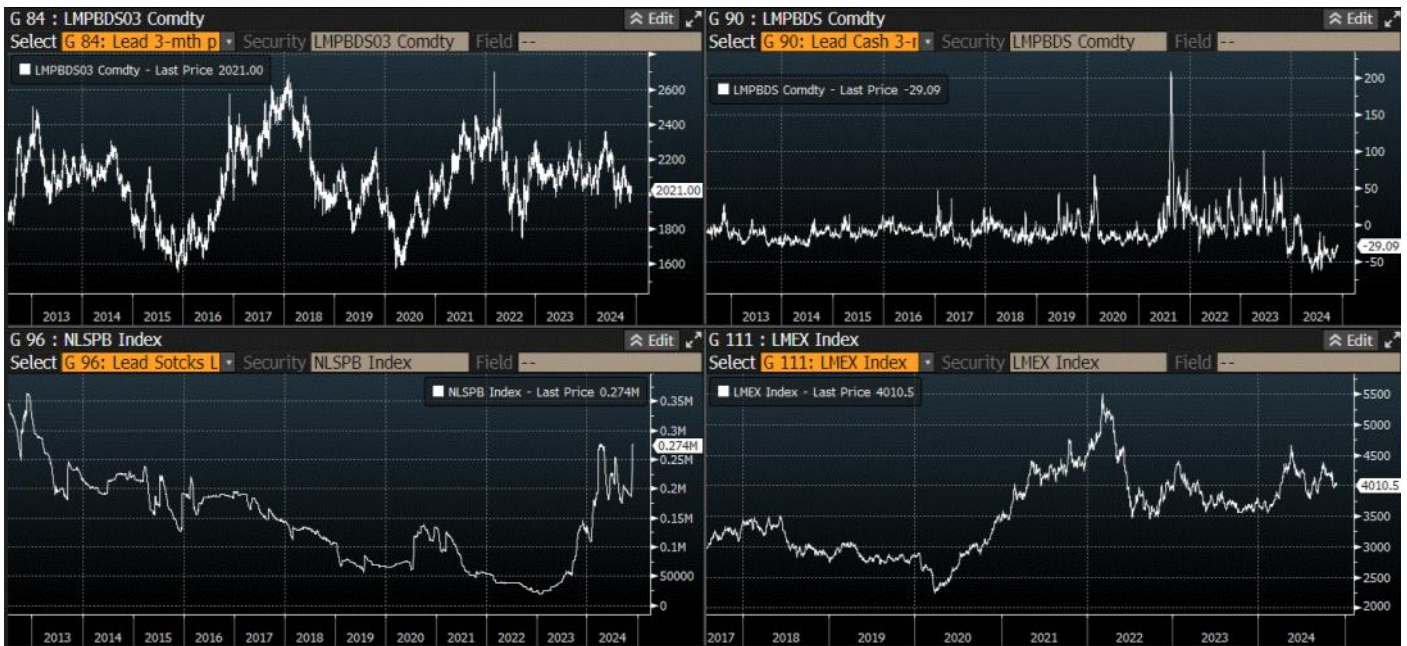 G 84 : LMPBDS03 Comdty
Edit
Select G 84: Lead 3-mth p Security LMPBDS03 Comdty Field --
LMPBDS03 Comdty - Last Price 2021.00
2600
2400
2200
2021.00
1800
1600
2013 2014 2015 2016 2017 2018 2019 2020 2021 2022 2023 2024
G 90 : LMPBDS Comdty
Edit
Select G 90: Lead Cash 3-r Security LMPBDS Comdty Field --
LMPBDS Comdty - Last Price -29.09
200
150
100
50
0
-29.09
-50
2013 2014 2015 2016 2017 2018 2019 2020 2021 2022 2023 2024
G 96 : NLSPB Index
Edit
Select G 96: Lead Sotcks L Security NLSPB Index Field --
NLSPB Index - Last Price 0.274M
0.35M
0.3M
0.274M
0.25M
0.2M
0.15M
0.1M
50000
0
2013 2014 2015 2016 2017 2018 2019 2020 2021 2022 2023 2024
G 111 : LMEX Index
Edit
Select G 111: LMEX Index Security LMEX Index Field --
LMEX Index - Last Price 4010.5
5500
5000
4500
4010.5
3500
3000
2500
2000
2017 2018 2019 2020 2021 2022 2023 2024